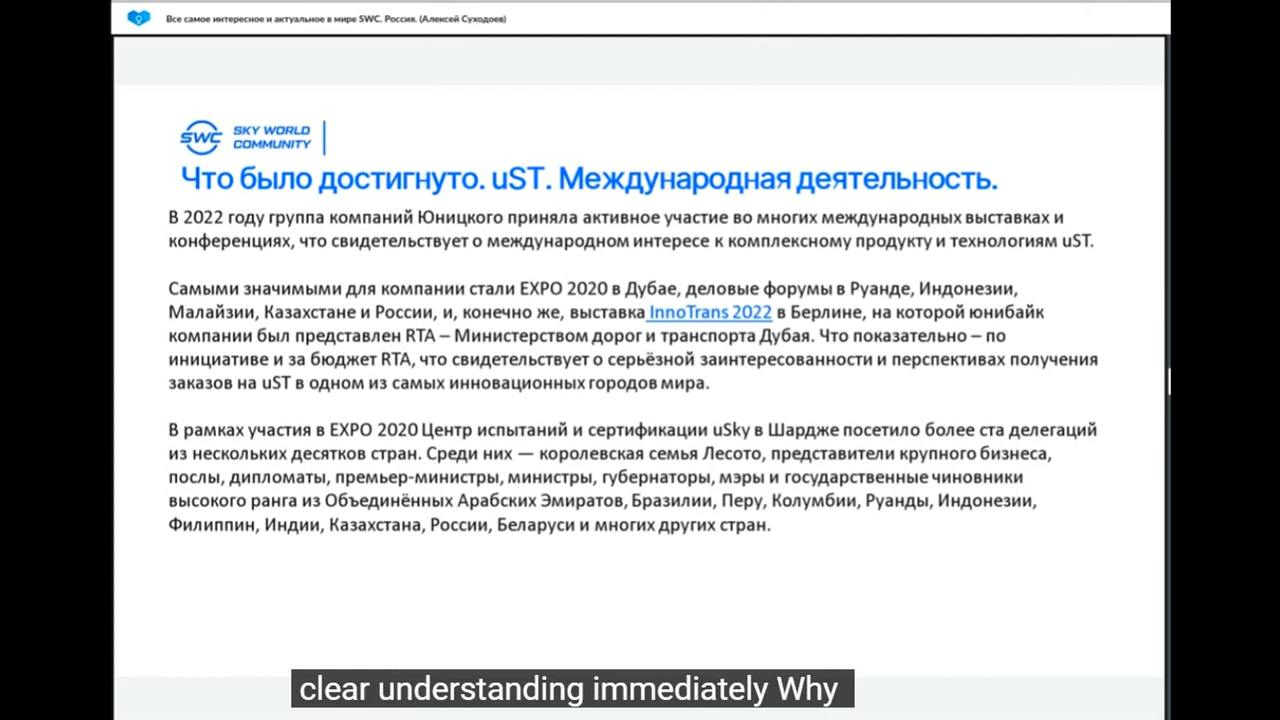 Все самое интересное и актуальное в мире SWC. Россия. (Алексей Суходоев)
SWC SKY WORLD
COMMUNITY
Что было достигнуто. uST. Международная деятельность.
В 2022 году группа компаний Юницкого приняла активное участие во многих международных выставках и
конференциях, что свидетельствует о международном интересе к комплексному продукту и технологиям uST.
Самыми значимыми для компании стали EXPO 2020 в Дубае, деловые форумы в Руанде, Индонезии,
Малайзии, Казахстане и России, и, конечно же, выставка InnoTrans 2022 в Берлине, на которой юнибайк
компании был представлен RTA – Министерством дорог и транспорта Дубая. Что показательно – по
инициативе и за бюджет RTA, что свидетельствует о серьёзной заинтересованности и перспективах получения
заказов на uST в одном из самых инновационных городов мира.
В рамках участия в EXPO 2020 Центр испытаний и сертификации uSky в Шардже посетило более ста делегаций
из нескольких десятков стран. Среди них — королевская семья Лесото, представители крупного бизнеса,
послы, дипломаты, премьер-министры, министры, губернаторы, мэры и государственные чиновники
высокого ранга из Объединённых Арабских Эмиратов, Бразилии, Перу, Колумбии, Руанды, Индонезии,
Филиппин, Индии, Казахстана, России, Беларуси и многих других стран.
clear understanding immediately Why